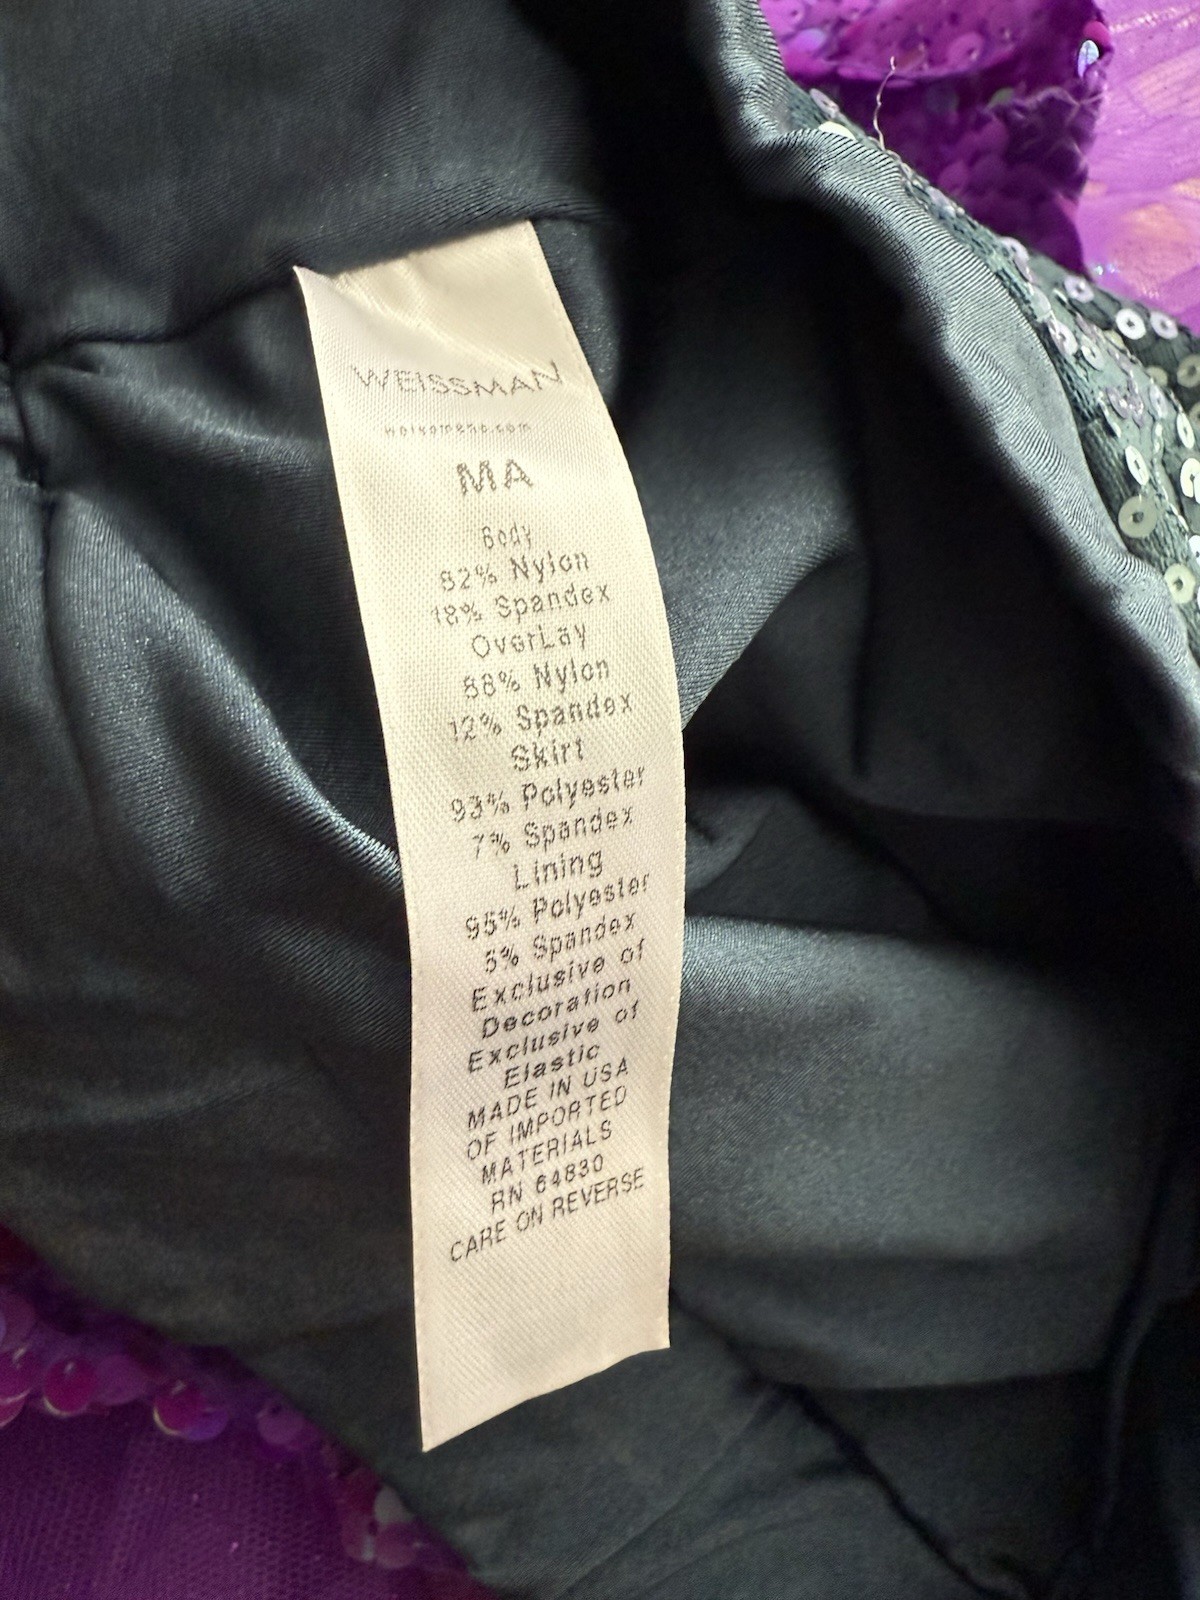 WEISSMAN
MA
Body
82% Nylon
18% Spandex
OverLay
88% Nylon
12% Spandex
Skirt
93% Polyester
7% Spandex
Lining
95% Polyester
5% Spandex
Exclusive of
Decoration
Exclusive of
Elastic
MADE IN USA
OF IMPORTED
MATERIALS
RN 64830
CARE ON REVERSE